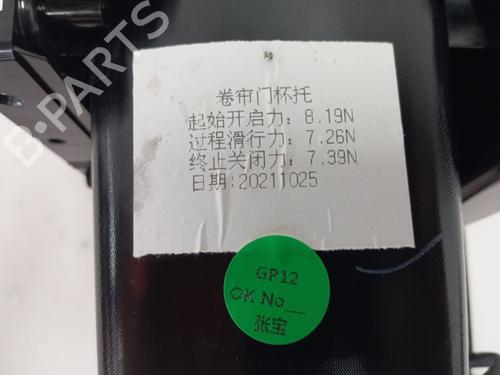 卷帘门杯托
起始开启力: 8.19N
过程滑行力: 7.26N
终止关闭力: 7.39N
日期:20211025
GP12
OK No__
张宝
B-PARTS